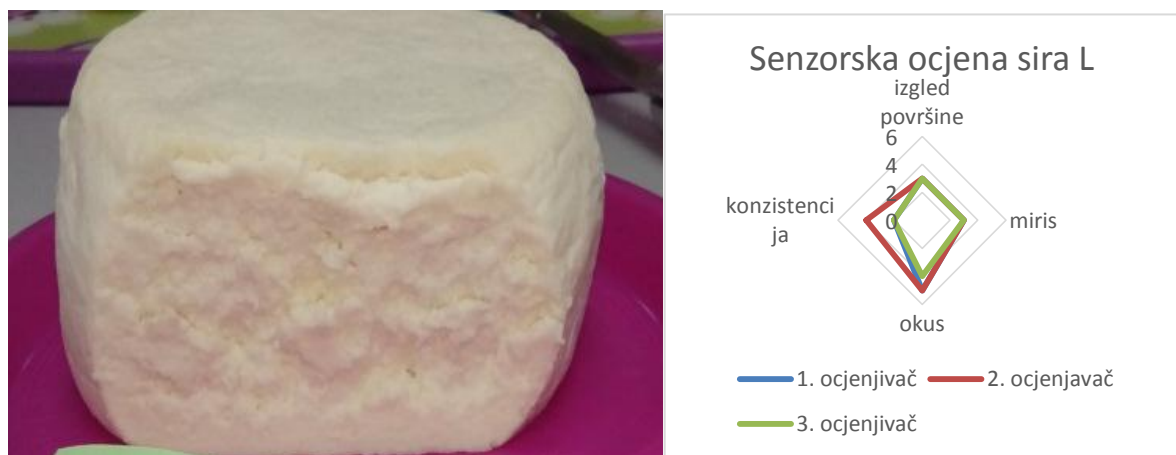 Senzorska ocjena sira L
izgled
površine
6
4
2
0
konzistenci
ja
miris
okus
1. ocjenjivač
2. ocjenjavač
3. ocjenjivač